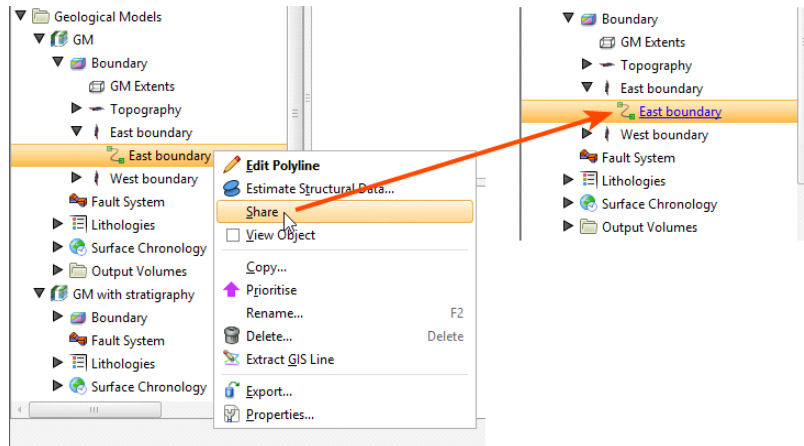 Geological Models
GM
Boundary
GM Extents
Topography
East boundary
East boundary
West boundary
Fault System
Lithologies
Surface Chronology
Output Volumes
GM with stratigraphy
Boundary
Fault System
Lithologies
Surface Chronology
Edit Polyline
Estimate Structural Data...
Share
View Object
Copy...
Prioritise
Rename... F2
Delete... Delete
Extract GIS Line
Export...
Properties...
Boundary
GM Extents
Topography
East boundary
East boundary
West boundary
Fault System
Lithologies
Surface Chronology
Output Volumes